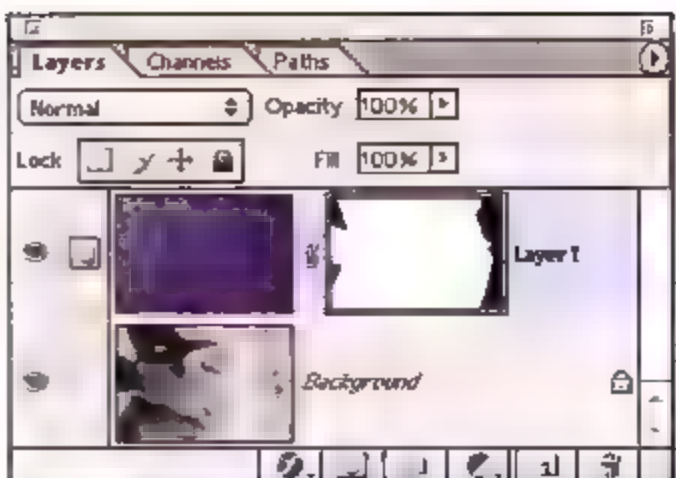 Layers Channels Paths
Normal Opacity 100%
Lock Fill 100%
Layer 1
Background